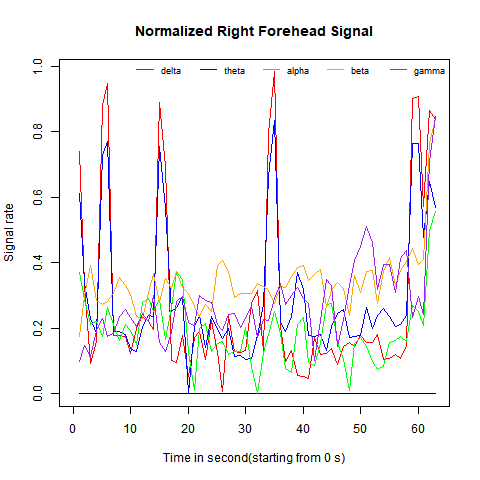 Normalized Right Forehead Signal
delta theta alpha beta gamma
Signal rate
0.0 0.2 0.4 0.6 0.8 1.0
0 10 20 30 40 50 60
Time in second(starting from 0 s)